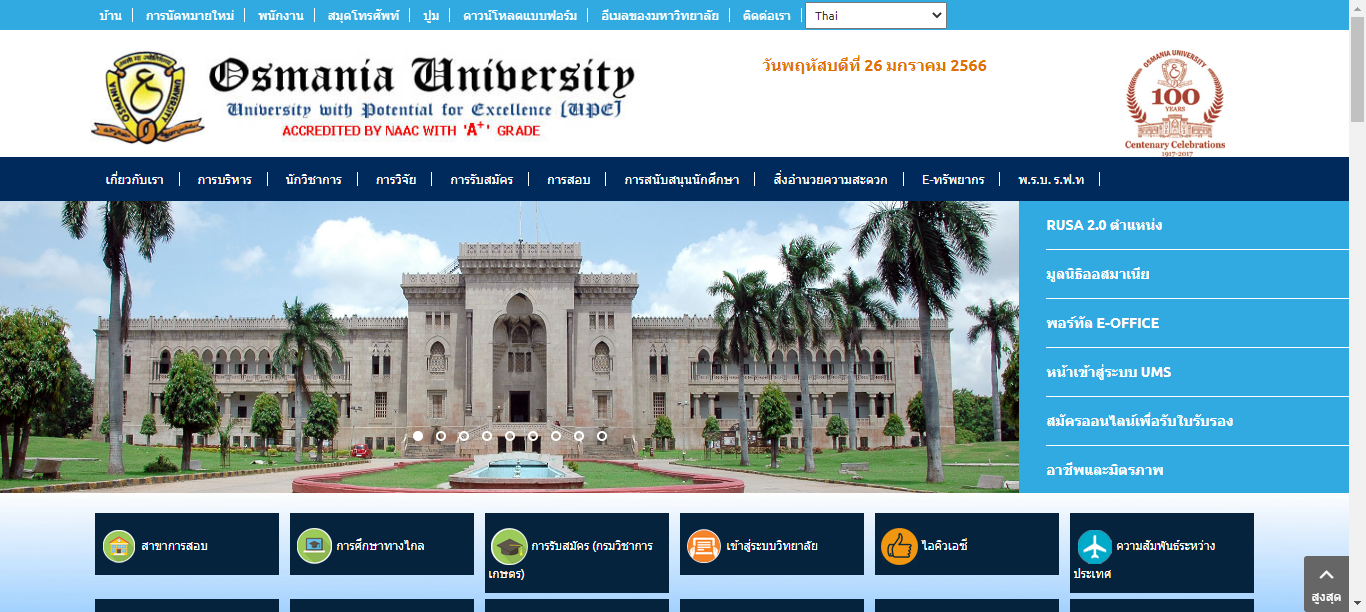 บ้าน
การนัดหมายใหม่
พนักงาน
สมุดโทรศัพท์
ปูม
ดาวน์โหลดแบบฟอร์ม
อีเมลของมหาวิทยาลัย
ติดต่อเรา
Thai
OSMANIA UNIVERSITY
Osmania University
University with Potential for Excellence [UPE]
ACCREDITED BY NAAC WITH 'A+' GRADE
วันพฤหัสบดีที่ 26 มกราคม 2566
OSMANIA UNIVERSITY
100
YEARS
Centenary Celebrations
1917-2017
เกี่ยวกับเรา
การบริหาร
นักวิชาการ
การวิจัย
การรับสมัคร
การสอบ
การสนับสนุนนักศึกษา
สิ่งอำนวยความสะดวก
E-ทรัพยากร
พ.ร.บ. ร.ฟ.ท
RUSA 2.0 ตำแหน่ง
มูลนิธิออสมาเนีย
พอร์ทัล E-OFFICE
หน้าเข้าสู่ระบบ UMS
สมัครออนไลน์เพื่อรับใบรับรอง
อาชีพและมิตรภาพ
สาขาการสอบ
การศึกษาทางไกล
การรับสมัคร (กรมวิชาการ
เกษตร)
เข้าสู่ระบบวิทยาลัย
ไอคิวเอซี
ความสัมพันธ์ระหว่าง
ประเทศ
สูงสุด